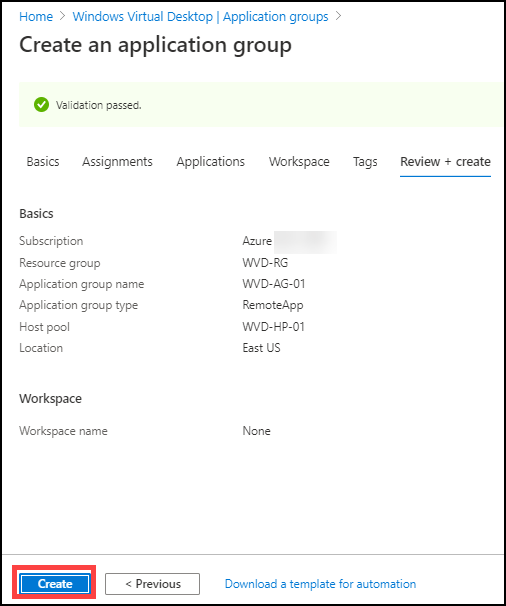 Home > Windows Virtual Desktop | Application groups >
Create an application group
Validation passed.
Basics Assignments Applications Workspace Tags Review + create
Basics
Subscription Azure
Resource group WVD-RG
Application group name WVD-AG-01
Application group type RemoteApp
Host pool WVD-HP-01
Location East US
Workspace
Workspace name None
Create < Previous Download a template for automation